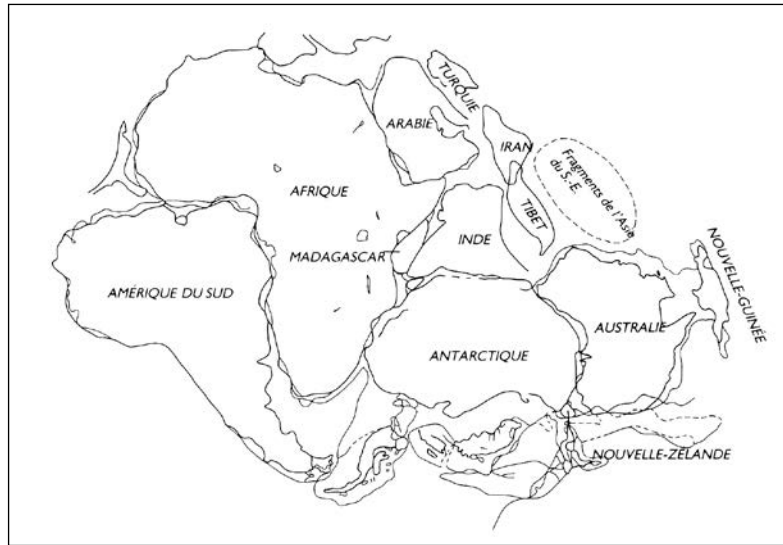 TURQUIE
ARABIE
IRAN
Fragments de l'Asie
du S.-E.
AFRIQUE
TIBET
MADAGASCAR
INDE
NOUVELLE-GUINÉE
AMÉRIQUE DU SUD
AUSTRALIE
ANTARCTIQUE
NOUVELLE-ZÉLANDE